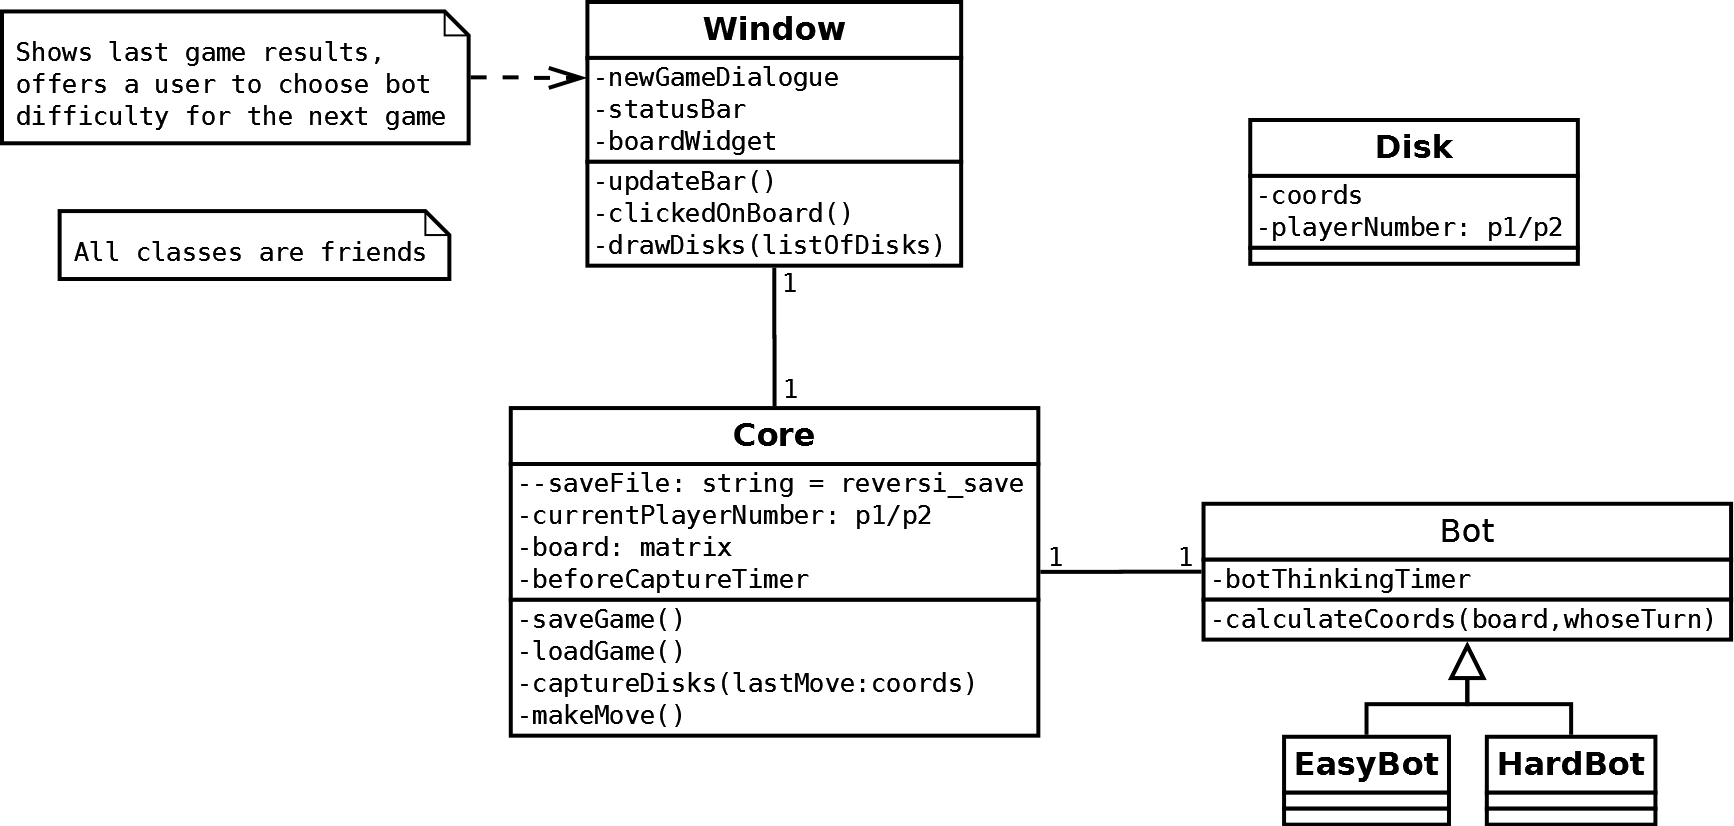 Shows last game results,
offers a user to choose bot
difficulty for the next game
All classes are friends
Window
-newGameDialogue
-statusBar
-boardWidget
-updateBar()
-clickedOnBoard()
-drawDisks(listOfDisks)
1
1
Disk
-coords
-playerNumber: p1/p2
Core
--saveFile: string = reversi_save
-currentPlayerNumber: p1/p2
-board: matrix
-beforeCaptureTimer
-saveGame()
-loadGame()
-captureDisks(lastMove:coords)
-makeMove()
1
1
Bot
-botThinkingTimer
-calculateCoords(board,whoseTurn)
EasyBot
HardBot